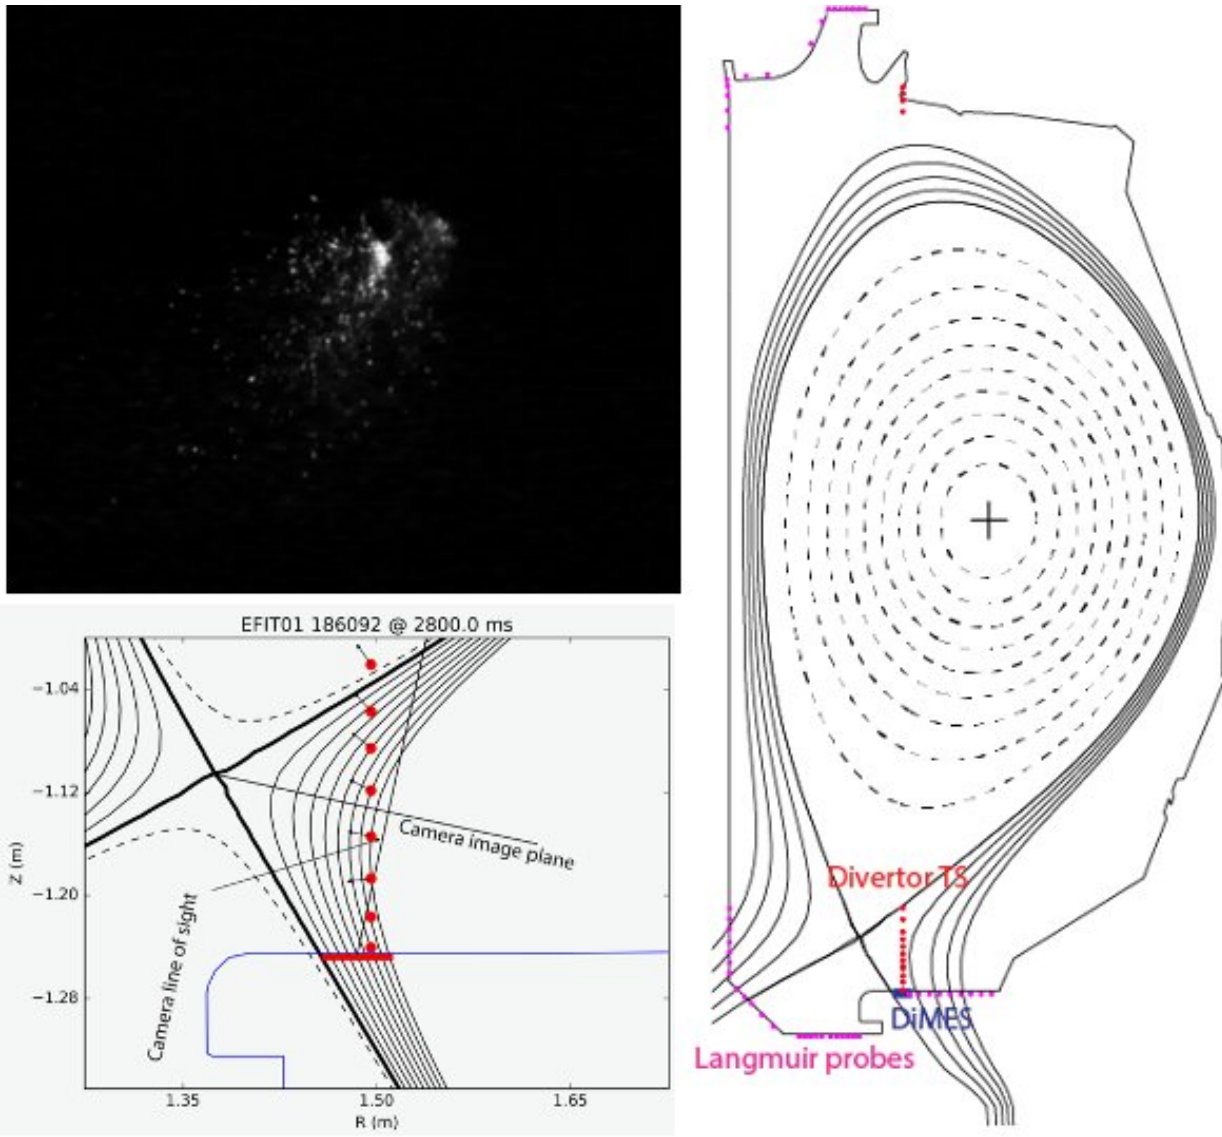 EFIT01 186092 @ 2800.0 ms
−1.04
−1.12
−1.20
−1.28
Z (m)
1.35
1.50
1.65
R (m)
Camera image plane
Camera line of sight
Divertor TS
DiMES
Langmuir probes